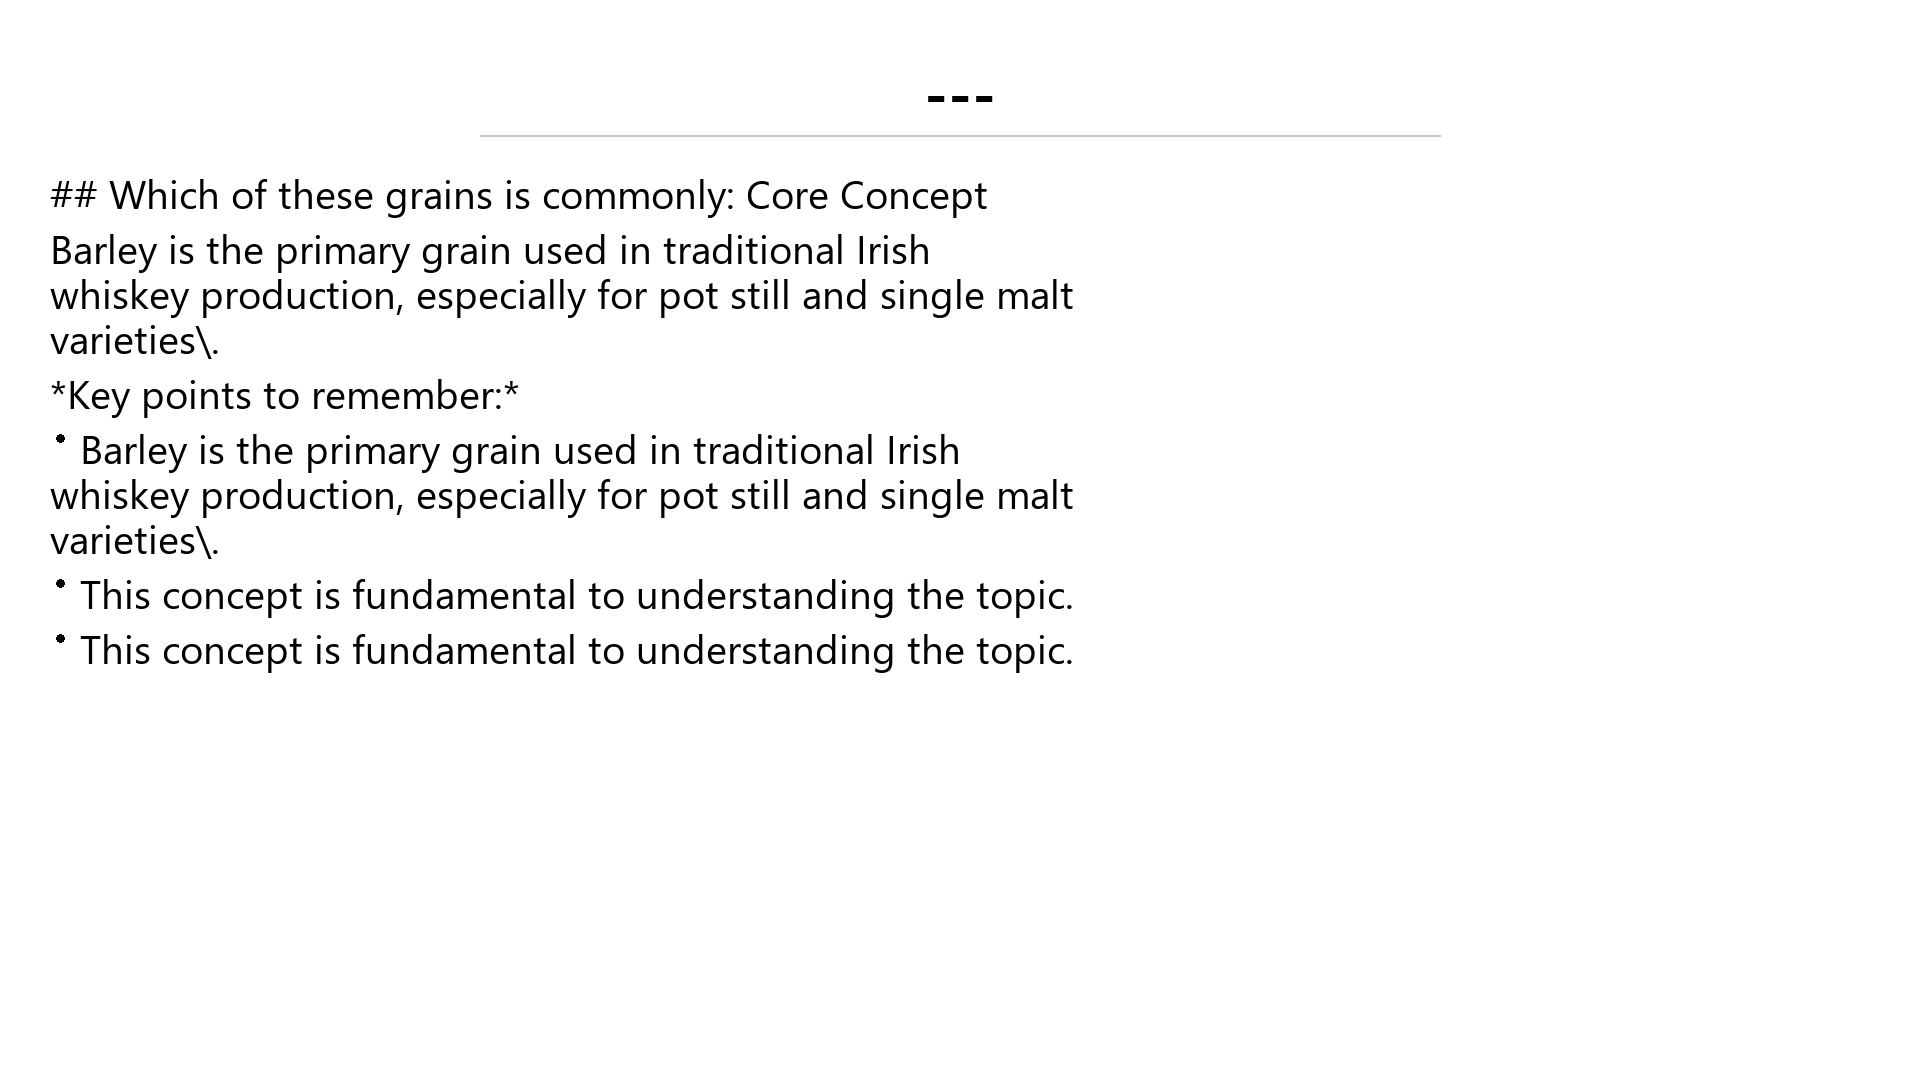 ---
## Which of these grains is commonly: Core Concept
Barley is the primary grain used in traditional Irish
whiskey production, especially for pot still and single malt
varieties\.
*Key points to remember:*
• Barley is the primary grain used in traditional Irish
whiskey production, especially for pot still and single malt
varieties\.
• This concept is fundamental to understanding the topic.
• This concept is fundamental to understanding the topic.